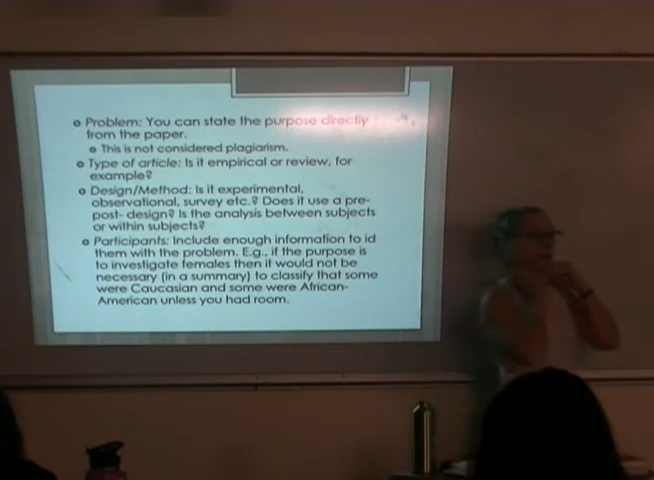 Problem: You can state the purpose directly
from the paper.
This is not considered plagiarism.
Type of article: Is it empirical or review, for
example?
Design/Method: Is it experimental,
observational, survey etc.? Does it use a pre-
post- design? Is the analysis between subjects
or within subjects?
Participants: Include enough information to id
them with the problem. E.g., if the purpose is
to investigate females then it would not be
necessary (in a summary) to classify that some
were Caucasian and some were African-
American unless you had room.